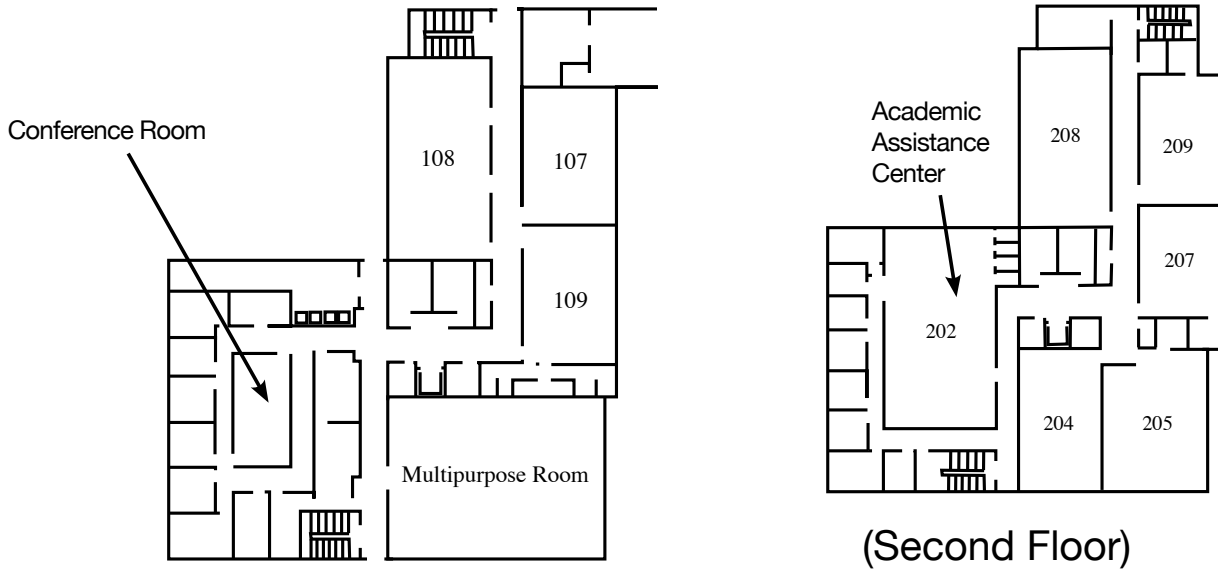 Conference Room
108
107
109
Multipurpose Room
Academic
Assistance
Center
208
209
207
202
204
205
(Second Floor)